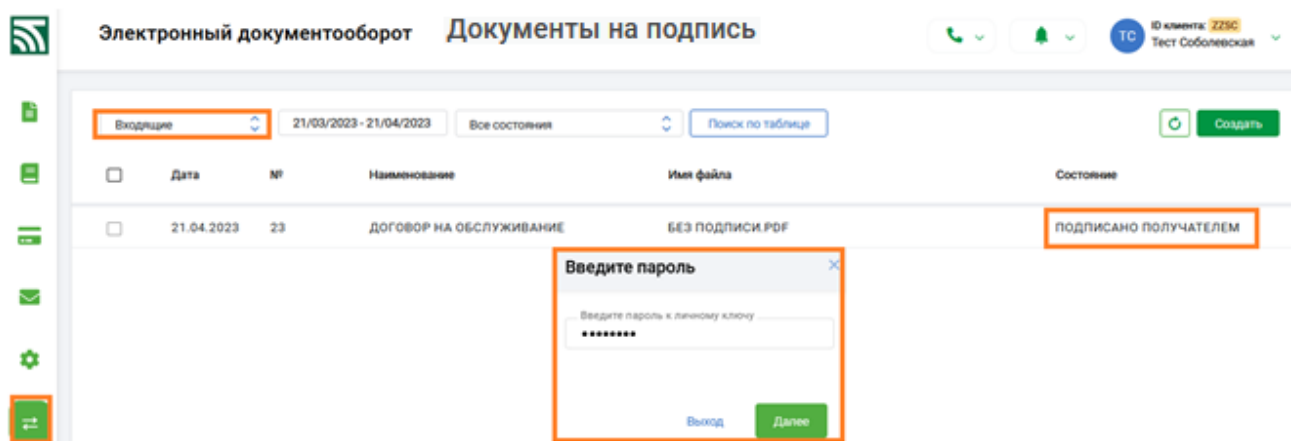 Электронный документооборот Документы на подпись
ID клиента: ZZSC
ТС Тест Соболевская
Входящие 21/03/2023 - 21/04/2023 Все состояния Поиск по таблице Создать
Дата № Наименование Имя файла Состояние
21.04.2023 23 ДОГОВОР НА ОБСЛУЖИВАНИЕ БЕЗ ПОДПИСИ.PDF ПОДПИСАНО ПОЛУЧАТЕЛЕМ
Введите пароль
Введите пароль к личному ключу
••••••••
Выход Далее